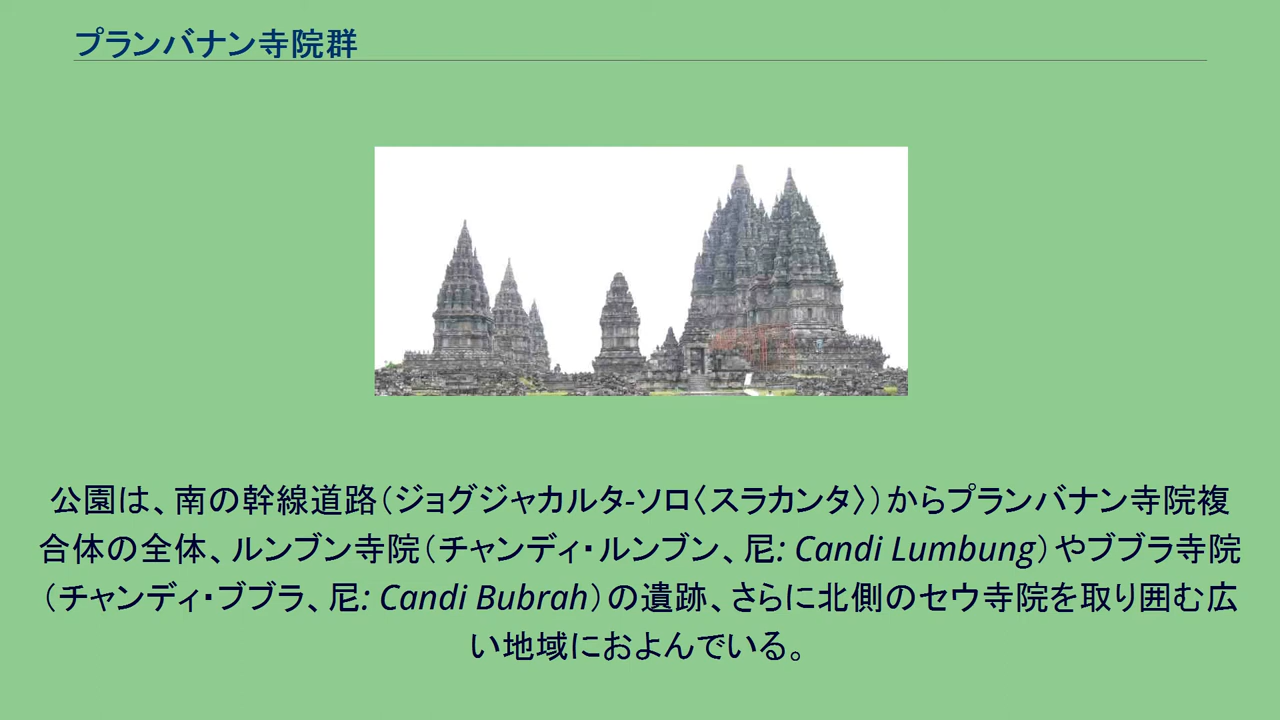 プランバナン寺院群
公園は、南の幹線道路（ジョグジャカルタ-ソロ〈スラカンタ〉）からプランバナン寺院複
合体の全体、ルンブン寺院（チャンディ・ルンブン、尼: Candi Lumbung）やブブラ寺院
（チャンディ・ブブラ、尼: Candi Bubrah）の遺跡、さらに北側のセウ寺院を取り囲む広
い地域におよんでいる。